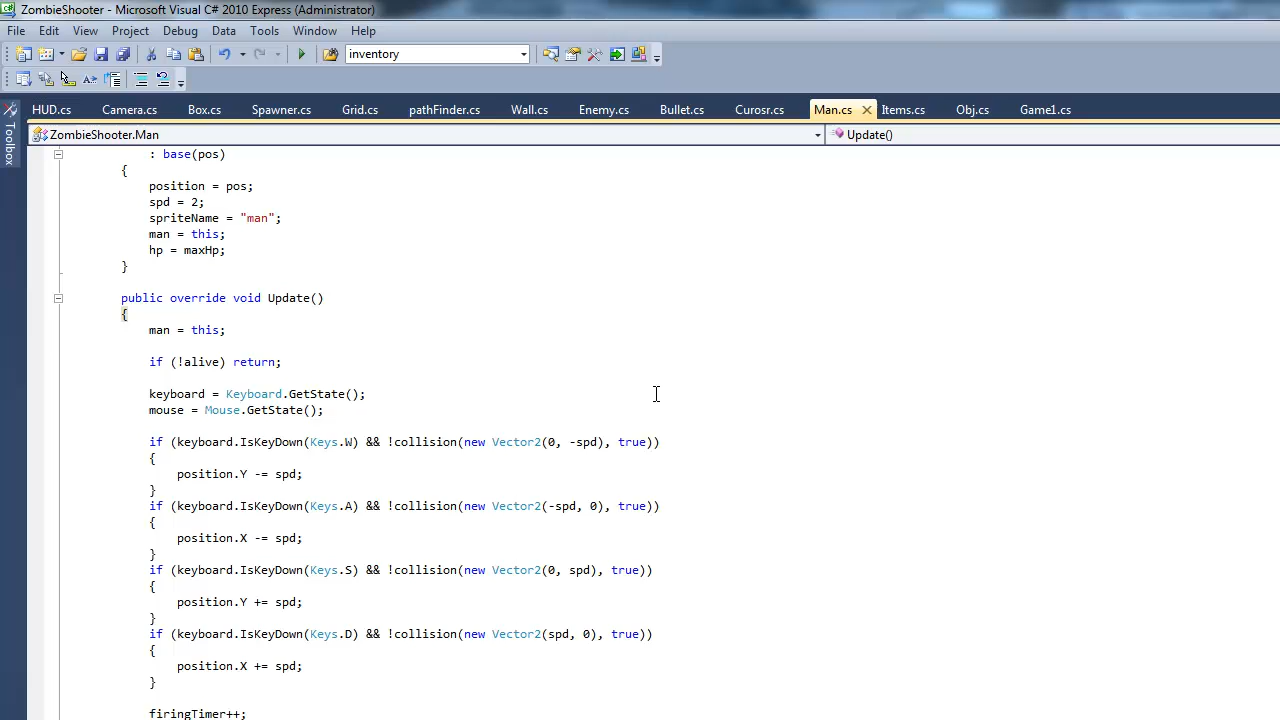 ZombieShooter - Microsoft Visual C# 2010 Express (Administrator)
File Edit View Project Debug Data Tools Window Help
inventory
HUD.cs Camera.cs Box.cs Spawner.cs Grid.cs pathFinder.cs Wall.cs Enemy.cs Bullet.cs Curosr.cs Man.cs Items.cs Obj.cs Game1.cs
Toolbox
ZombieShooter.Man Update()
: base(pos)
{
position = pos;
spd = 2;
spriteName = "man";
man = this;
hp = maxHp;
}
public override void Update()
{
man = this;
if (!alive) return;
keyboard = Keyboard.GetState();
mouse = Mouse.GetState();
if (keyboard.IsKeyDown(Keys.W) && !collision(new Vector2(0, -spd), true))
{
position.Y -= spd;
}
if (keyboard.IsKeyDown(Keys.A) && !collision(new Vector2(-spd, 0), true))
{
position.X -= spd;
}
if (keyboard.IsKeyDown(Keys.S) && !collision(new Vector2(0, spd), true))
{
position.Y += spd;
}
if (keyboard.IsKeyDown(Keys.D) && !collision(new Vector2(spd, 0), true))
{
position.X += spd;
}
firingTimer++;